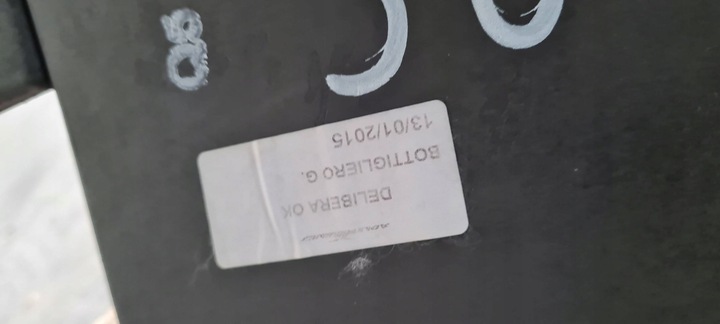 DELIBERA OK
BOTTIGLIERO G.
13/01/2015